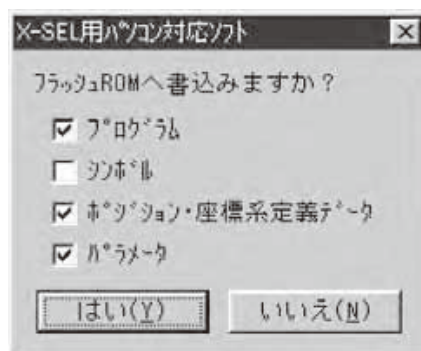 X-SEL用ﾊﾟｿｺﾝ対応ｿﾌﾄ
ﾌﾗｯｼｭROMへ書込みますか？
ﾌﾟﾛｸﾞﾗﾑ
ｼﾝﾎﾞﾙ
ﾎﾟｼﾞｼｮﾝ・座標系定義ﾃﾞｰﾀ
ﾊﾟﾗﾒｰﾀ
はい(Y) いいえ(N)